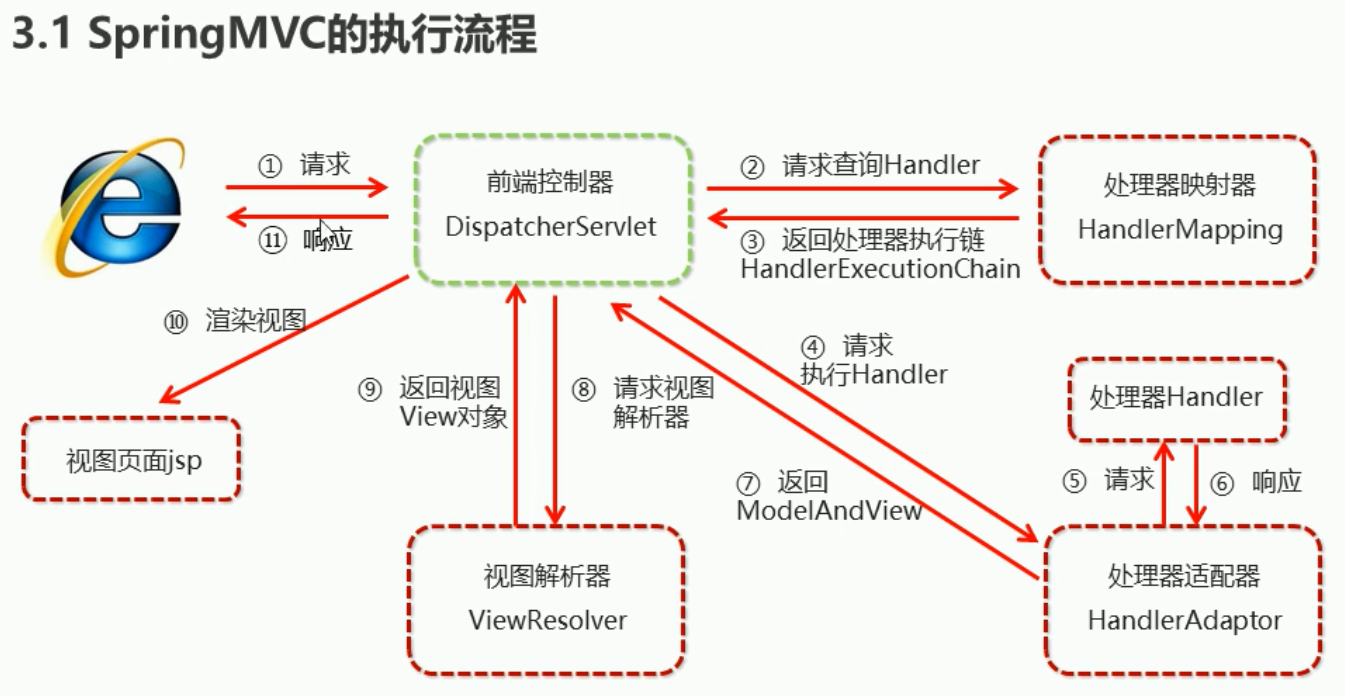 3.1 SpringMVC的执行流程
① 请求
⑪ 响应
前端控制器
DispatcherServlet
② 请求查询Handler
③ 返回处理器执行链
HandlerExecutionChain
处理器映射器
HandlerMapping
⑩ 渲染视图
视图页面jsp
⑨ 返回视图
View对象
⑧ 请求视图
解析器
④ 请求
执行Handler
⑦ 返回
ModelAndView
处理器Handler
⑤ 请求
⑥ 响应
视图解析器
ViewResolver
处理器适配器
HandlerAdaptor